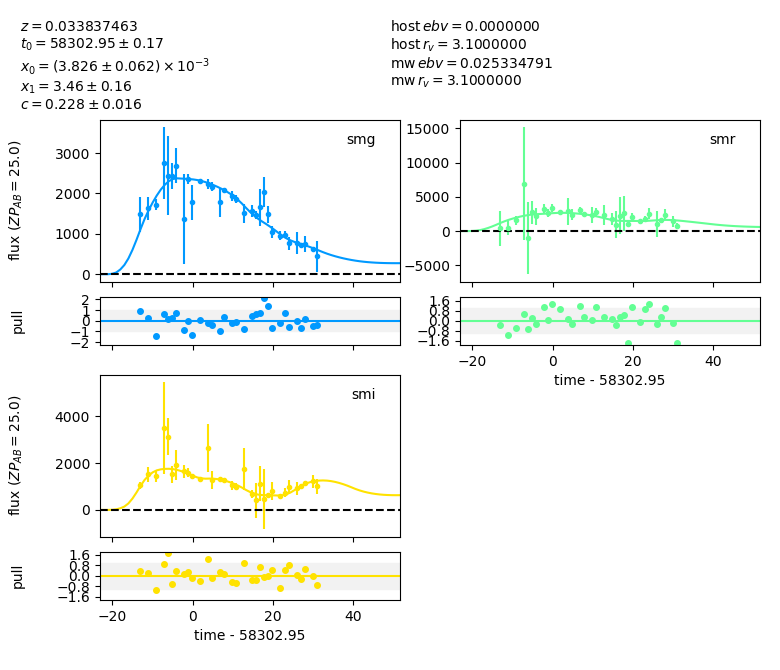 z = 0.033837463
t₀ = 58302.95 ± 0.17
x₀ = (3.826 ± 0.062) × 10⁻³
x₁ = 3.46 ± 0.16
c = 0.228 ± 0.016
host ebv = 0.0000000
host r_v = 3.1000000
mw ebv = 0.025334791
mw r_v = 3.1000000
flux (ZP_AB = 25.0)
3000
2000
1000
0
smg
15000
10000
5000
0
−5000
smr
pull
2
1
0
−1
−2
1.6
0.8
0.0
−0.8
−1.6
−20
0
20
40
time - 58302.95
flux (ZP_AB = 25.0)
4000
2000
0
smi
pull
1.6
0.8
0.0
−0.8
−1.6
−20
0
20
40
time - 58302.95